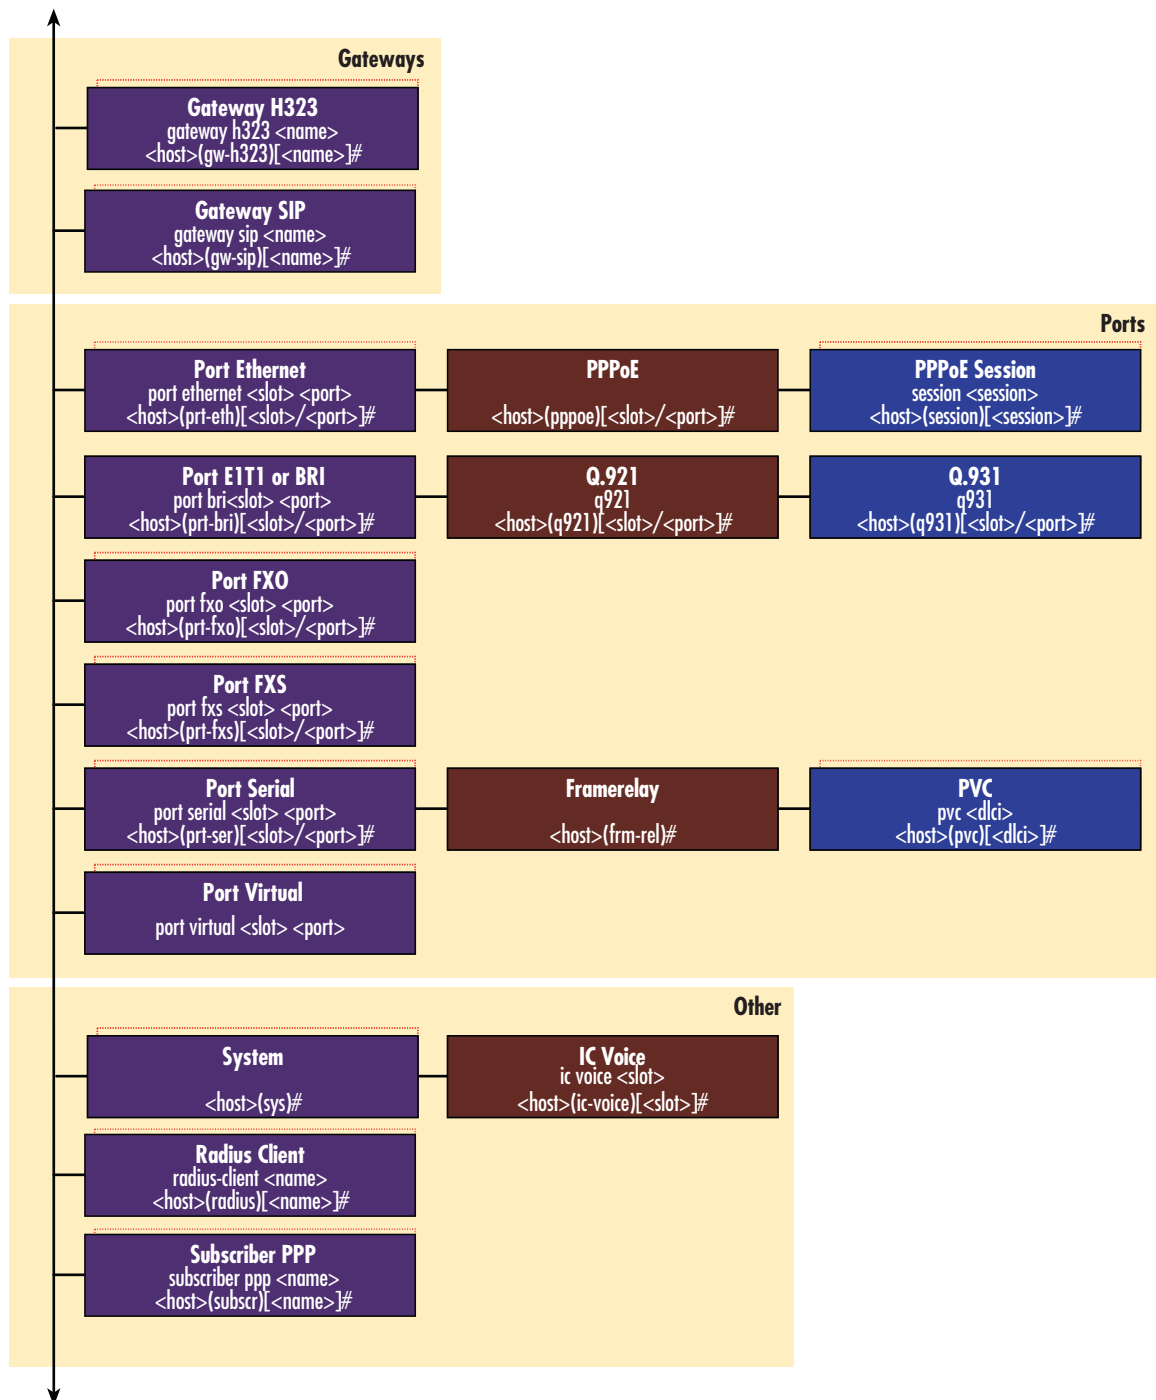 Gateways
Gateway H323
gateway h323 <name>
<host>(gw-h323)[<name>]#
Gateway SIP
gateway sip <name>
<host>(gw-sip)[<name>]#
Ports
Port Ethernet
port ethernet <slot> <port>
<host>(prt-eth)[<slot>/<port>]#
PPPoE
<host>(pppoe)[<slot>/<port>]#
PPPoE Session
session <session>
<host>(session)[<session>]#
Port E1T1 or BRI
port bri<slot> <port>
<host>(prt-bri)[<slot>/<port>]#
Q.921
q921
<host>(q921)[<slot>/<port>]#
Q.931
q931
<host>(q931)[<slot>/<port>]#
Port FXO
port fxo <slot> <port>
<host>(prt-fxo)[<slot>/<port>]#
Port FXS
port fxs <slot> <port>
<host>(prt-fxs)[<slot>/<port>]#
Port Serial
port serial <slot> <port>
<host>(prt-ser)[<slot>/<port>]#
Framerelay
<host>(frm-rel)#
PVC
pvc <dlci>
<host>(pvc)[<dlci>]#
Port Virtual
port virtual <slot> <port>
Other
System
<host>(sys)#
IC Voice
ic voice <slot>
<host>(ic-voice)[<slot>]#
Radius Client
radius-client <name>
<host>(radius)[<name>]#
Subscriber PPP
subscriber ppp <name>
<host>(subscr)[<name>]#